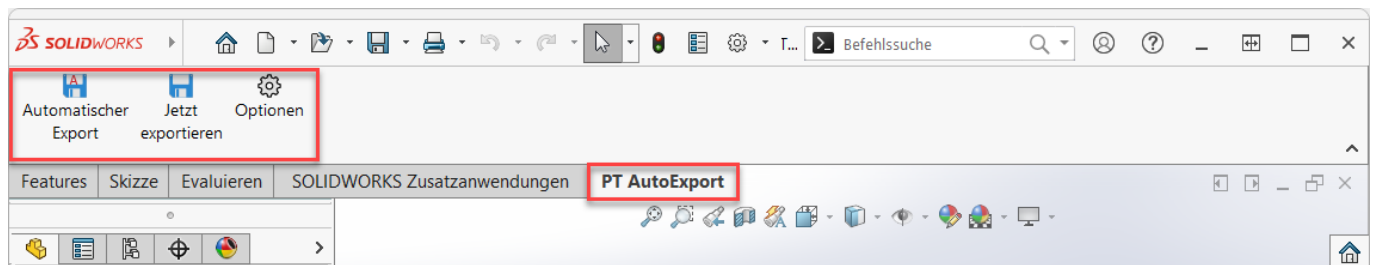 SOLIDWORKS
T...
Befehlssuche
Automatischer Export
Jetzt exportieren
Optionen
Features
Skizze
Evaluieren
SOLIDWORKS Zusatzanwendungen
PT AutoExport